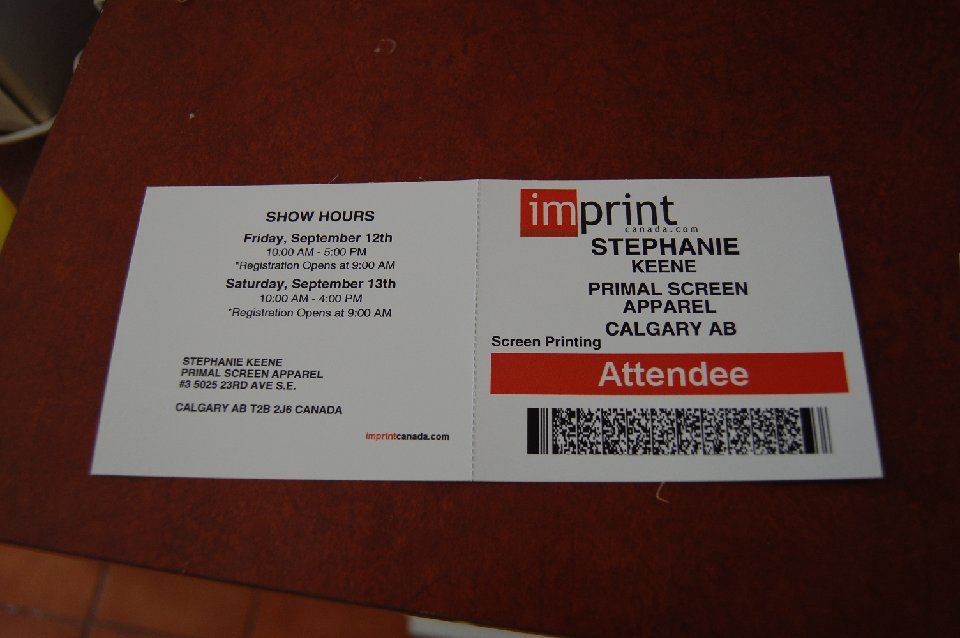 SHOW HOURS
Friday, September 12th
10:00 AM - 5:00 PM
*Registration Opens at 9:00 AM
Saturday, September 13th
10:00 AM - 4:00 PM
*Registration Opens at 9:00 AM
STEPHANIE KEENE
PRIMAL SCREEN APPAREL
#3 5025 23RD AVE S.E.
CALGARY AB T2B 2J6 CANADA
imprintcanada.com
imprint
canada.com
STEPHANIE
KEENE
PRIMAL SCREEN
APPAREL
CALGARY AB
Screen Printing
Attendee